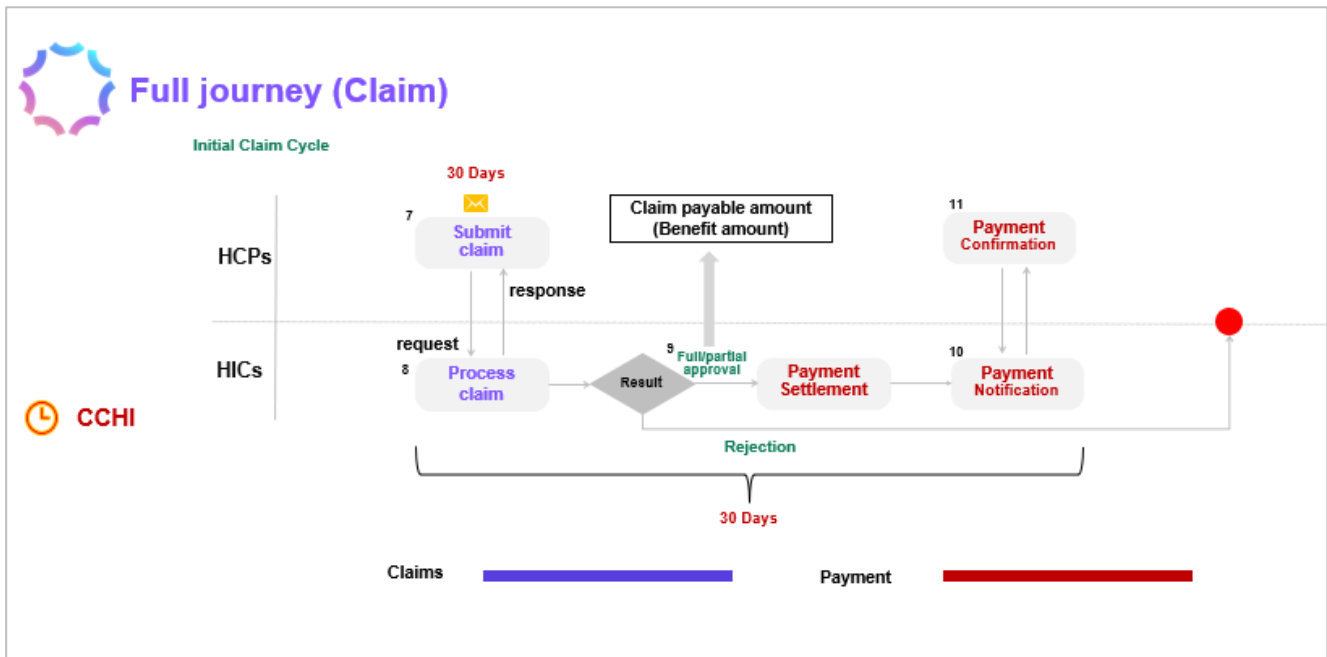 Full journey (Claim)
Initial Claim Cycle
30 Days
7
Submit
claim
Claim payable amount
(Benefit amount)
11
Payment
Confirmation
HCPs
response
request
HICs
8
Process
claim
Result
9
Full/partial
approval
Payment
Settlement
10
Payment
Notification
CCHI
Rejection
30 Days
Claims
Payment